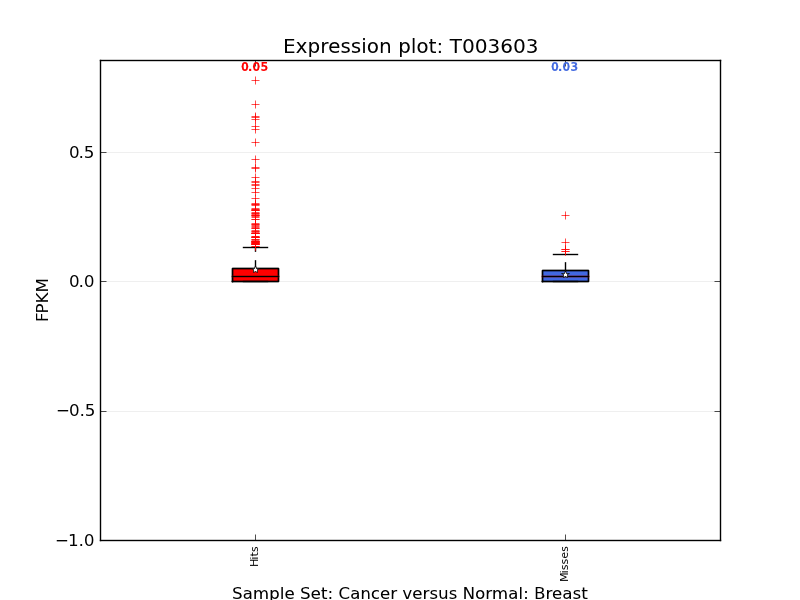 Expression plot: T003603
0.05
0.03
0.5
0.0
−0.5
−1.0
FPKM
Hits
Misses
Sample Set: Cancer versus Normal: Breast